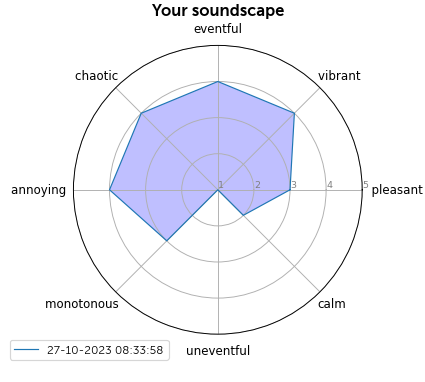 Your soundscape
eventful
chaotic
vibrant
annoying
1
2
3
4
5
pleasant
monotonous
calm
uneventful
27-10-2023 08:33:58